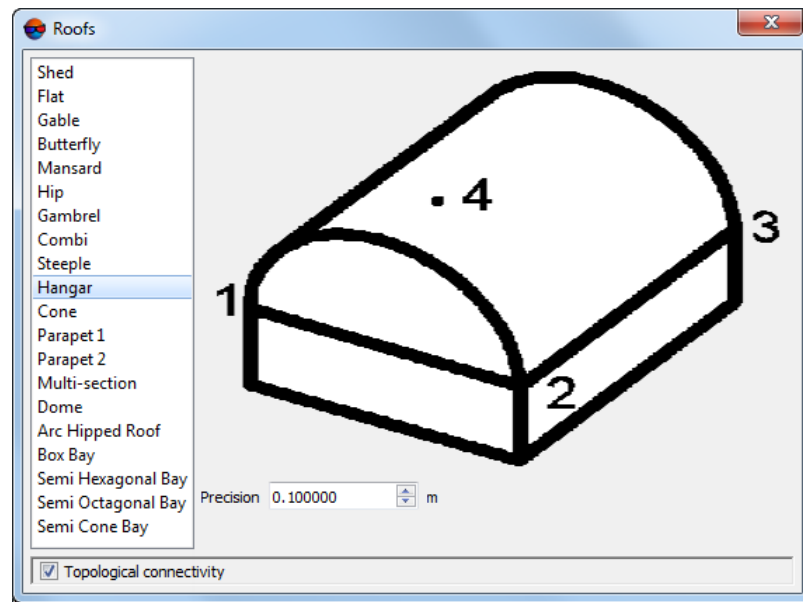 Roofs
Shed
Flat
Gable
Butterfly
Mansard
Hip
Gambrel
Combi
Steeple
Hangar
Cone
Parapet 1
Parapet 2
Multi-section
Dome
Arc Hipped Roof
Box Bay
Semi Hexagonal Bay
Semi Octagonal Bay
Semi Cone Bay
4
3
1
2
Precision 0.100000 m
Topological connectivity